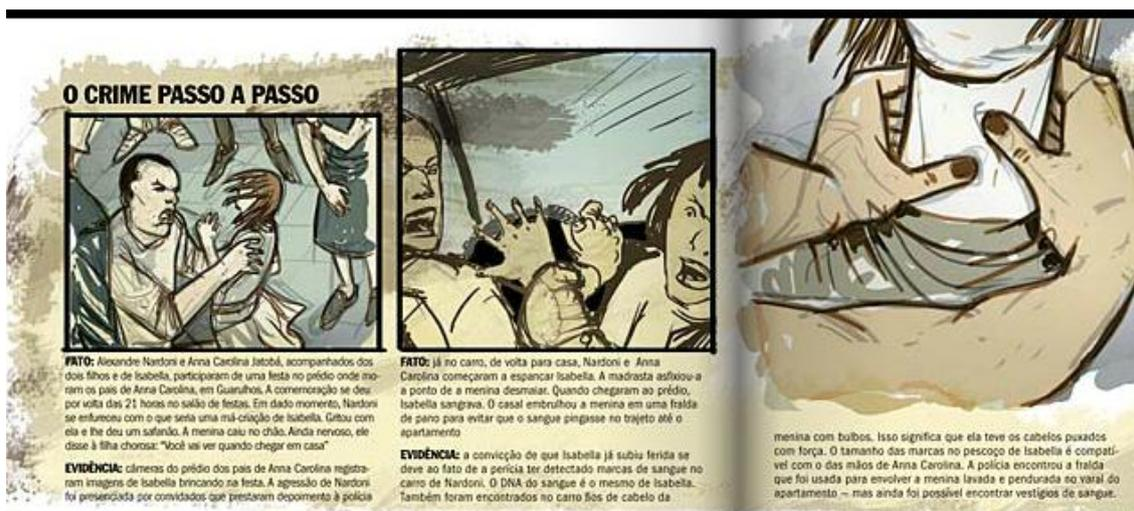 O CRIME PASSO A PASSO
FATO: Alexandre Nardoni e Anna Carolina Jatobá, acompanhados dos
dois filhos e de Isabella, participaram de uma festa no prédio onde mo-
ram os pais de Anna Carolina, em Guarulhos. A comemoração se deu
por volta das 21 horas no salão de festas. Em dado momento, Nardoni
se enfureceu com o que seria uma má-criação de Isabella. Gritou com
ela e lhe deu um safanão. A menina caiu no chão. Ainda nervoso, ele
disse à filha chorosa: "Você vai ver quando chegar em casa"
EVIDÊNCIA: câmeras do prédio dos pais de Anna Carolina registra-
ram imagens de Isabella brincando na festa. A agressão de Nardoni
foi presenciada por convidados que prestaram depoimento à polícia
FATO: já no carro, de volta para casa, Nardoni e Anna
Carolina começaram a espancar Isabella. A madrasta asfixiou-a
a ponto de a menina desmaiar. Quando chegaram ao prédio,
Isabella sangrava. O casal embrulhou a menina em uma fralda
de pano para evitar que o sangue pingasse no trajeto até o
apartamento
EVIDÊNCIA: a convicção de que Isabella já subiu ferida se
deve ao fato de a perícia ter detectado marcas de sangue no
carro de Nardoni. O DNA do sangue é o mesmo de Isabella.
Também foram encontrados no carro fios de cabelo da
menina com bulbos. Isso significa que ela teve os cabelos puxados
com força. O tamanho das marcas no pescoço de Isabella é compatí-
vel com o das mãos de Anna Carolina. A polícia encontrou a fralda
que foi usada para envolver a menina lavada e pendurada no varal do
apartamento — mas ainda foi possível encontrar vestígios de sangue.